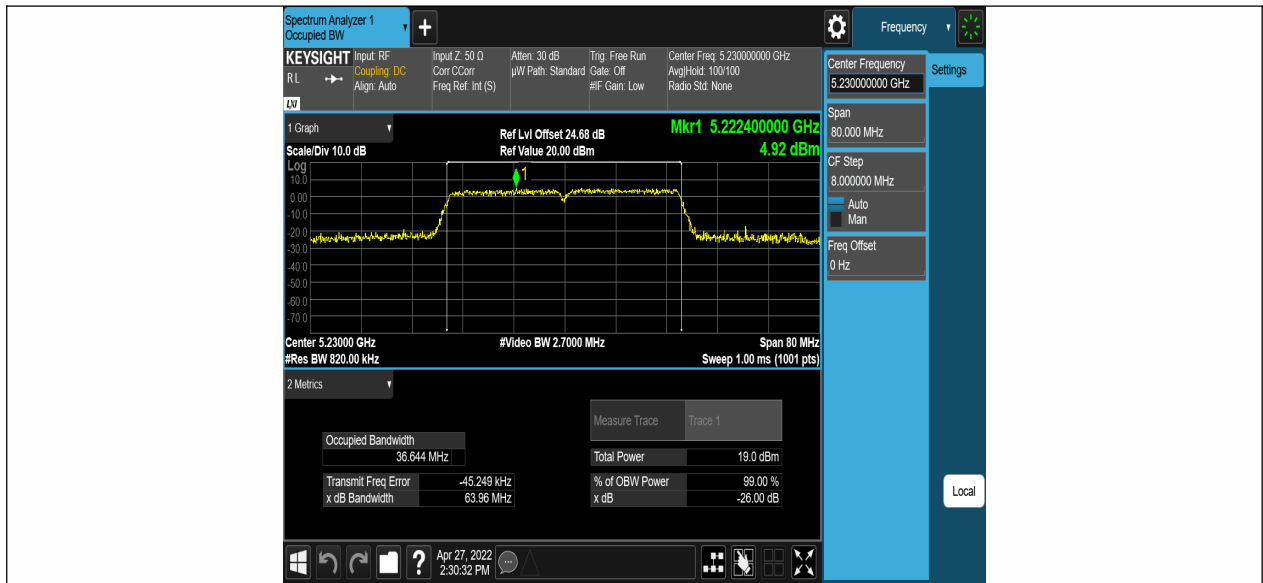 Spectrum Analyzer 1
Occupied BW
+
Frequency
KEYSIGHT
RL
LXI
Input: RF
Coupling: DC
Align: Auto
Input Z: 50 Ω
Corr CCorr
Freq Ref: Int (S)
Atten: 30 dB
µW Path: Standard
Trig: Free Run
Gate: Off
#IF Gain: Low
Center Freq: 5.230000000 GHz
Avg|Hold: 100/100
Radio Std: None
Center Frequency
5.230000000 GHz
Settings
Span
80.000 MHz
CF Step
8.000000 MHz
Auto
Man
Freq Offset
0 Hz
Local
1 Graph
Scale/Div 10.0 dB
Ref Lvl Offset 24.68 dB
Ref Value 20.00 dBm
Mkr1 5.222400000 GHz
4.92 dBm
Log
10.0
0.00
-10.0
-20.0
-30.0
-40.0
-50.0
-60.0
-70.0
1
Center 5.23000 GHz
#Res BW 820.00 kHz
#Video BW 2.7000 MHz
Span 80 MHz
Sweep 1.00 ms (1001 pts)
2 Metrics
Measure Trace Trace 1
Occupied Bandwidth
36.644 MHz
Total Power 19.0 dBm
Transmit Freq Error -45.249 kHz
x dB Bandwidth 63.96 MHz
% of OBW Power 99.00 %
x dB -26.00 dB
?
Apr 27, 2022
2:30:32 PM